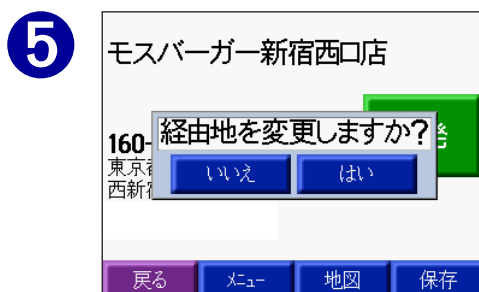 5
モスバーガー新宿西口店
経由地を変更しますか?
160-
東京
西新
いいえ はい
戻る メニュー 地図 保存